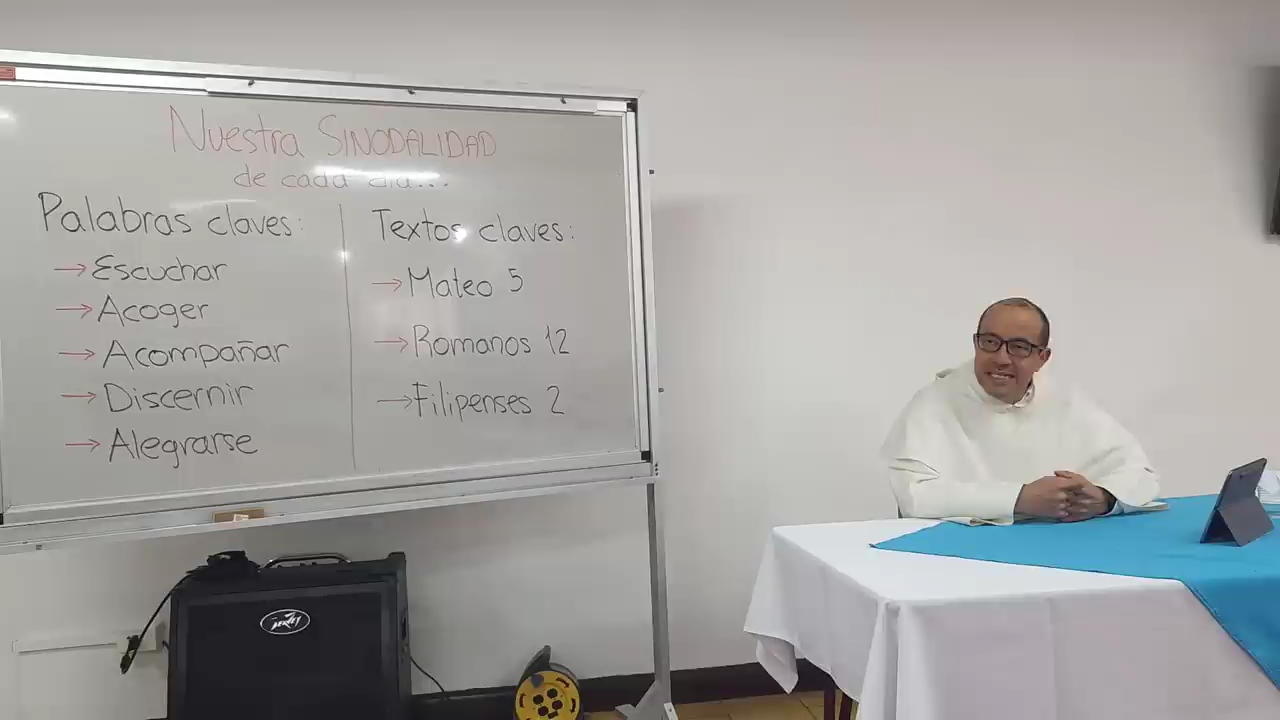 Nuestra SINODALIDAD
de cada día...
Palabras claves:
→ Escuchar
→ Acoger
→ Acompañar
→ Discernir
→ Alegrarse
Textos claves:
→ Mateo 5
→ Romanos 12
→ Filipenses 2
PEAVEY